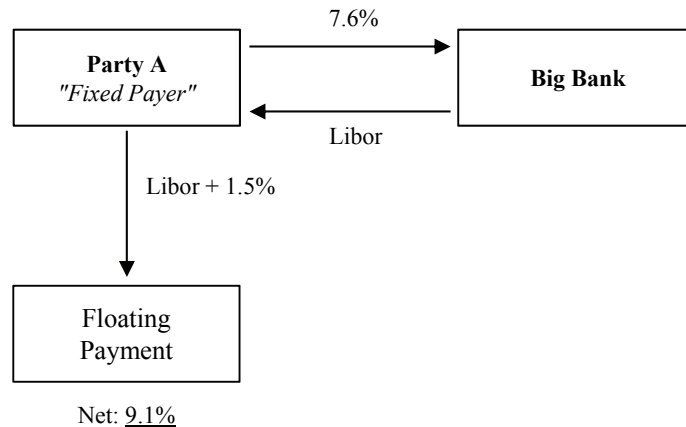 7.6%
Party A
"Fixed Payer"
Big Bank
Libor
Libor + 1.5%
Floating
Payment
Net: 9.1%